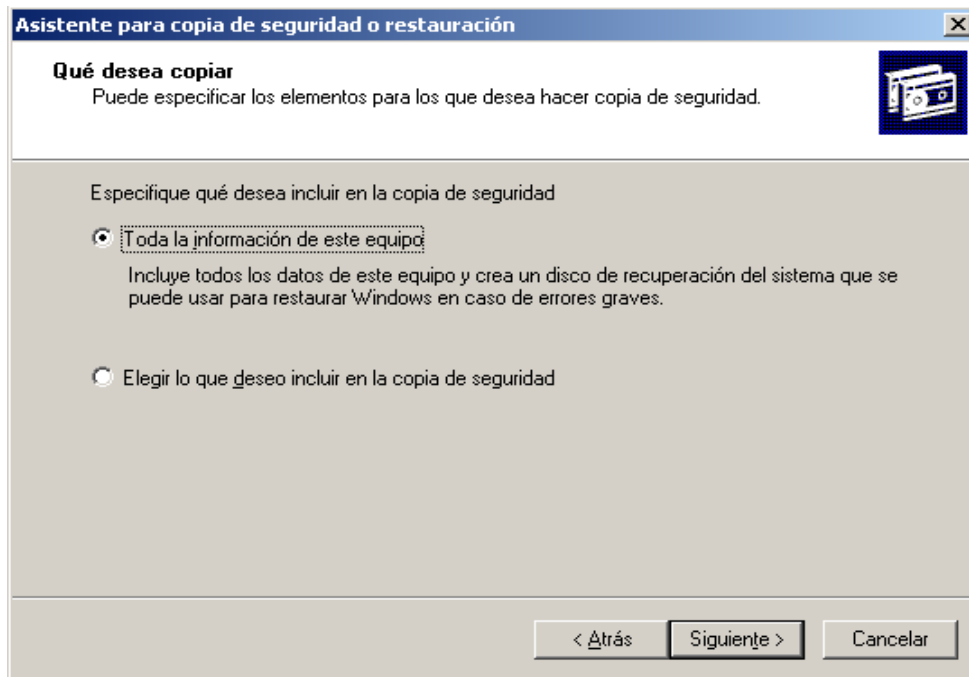 Asistente para copia de seguridad o restauración
Qué desea copiar
Puede especificar los elementos para los que desea hacer copia de seguridad.
Especifique qué desea incluir en la copia de seguridad
Toda la información de este equipo
Incluye todos los datos de este equipo y crea un disco de recuperación del sistema que se
puede usar para restaurar Windows en caso de errores graves.
Elegir lo que deseo incluir en la copia de seguridad
< Atrás Siguiente > Cancelar